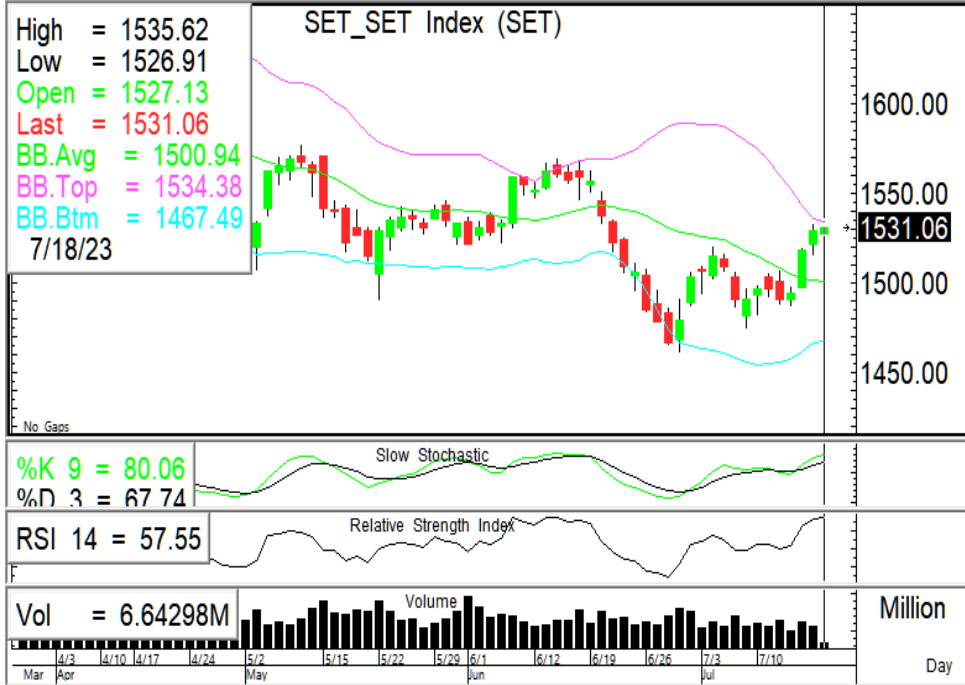 SET_SET Index (SET)
High = 1535.62
Low = 1526.91
Open = 1527.13
Last = 1531.06
BB.Avg = 1500.94
BB.Top = 1534.38
BB.Btm = 1467.49
7/18/23
1600.00
1550.00
1531.06
1500.00
1450.00
No Gaps
Slow Stochastic
%K 9 = 80.06
%D 3 = 67.74
Relative Strength Index
RSI 14 = 57.55
Volume
Vol = 6.64298M
Million
4/3 4/10 4/17 4/24 5/2 5/15 5/22 5/29 6/1 6/12 6/19 6/26 7/3 7/10
Mar Apr May Jun Jul
Day